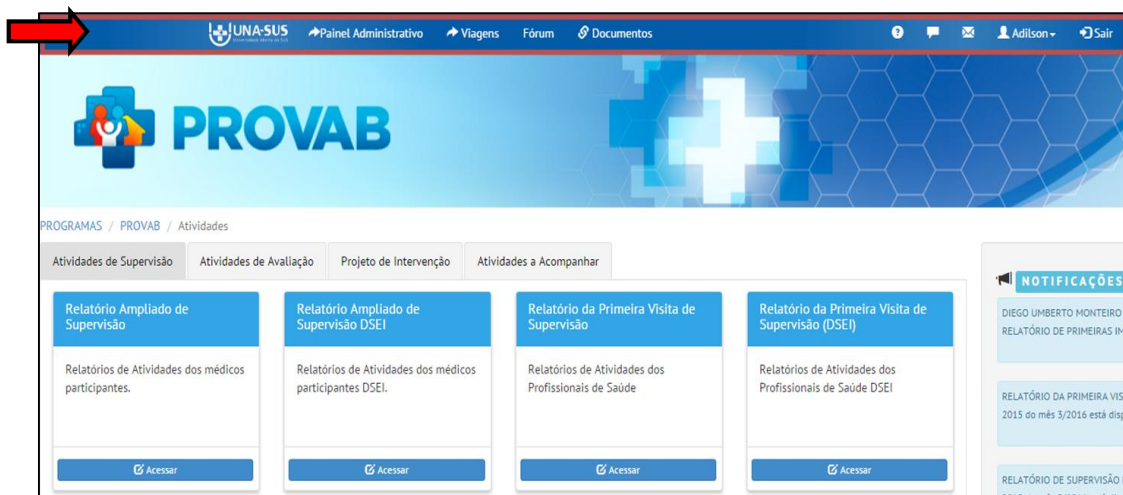 UNA-SUS Painel Administrativo Viagens Fórum Documentos Adilson Sair
PROVAB
PROGRAMAS / PROVAB / Atividades
Atividades de Supervisão Atividades de Avaliação Projeto de Intervenção Atividades a Acompanhar
Relatório Ampliado de
Supervisão
Relatórios de Atividades dos médicos
participantes.
Acessar
Relatório Ampliado de
Supervisão DSEI
Relatórios de Atividades dos médicos
participantes DSEI.
Acessar
Relatório da Primeira Visita de
Supervisão
Relatórios de Atividades dos
Profissionais de Saúde
Acessar
Relatório da Primeira Visita de
Supervisão (DSEI)
Relatórios de Atividades dos
Profissionais de Saúde DSEI
Acessar
NOTIFICAÇÕES
DIEGO UMBERTO MONTEIRO
RELATÓRIO DE PRIMEIRAS IM
RELATÓRIO DA PRIMEIRA VIS
2015 do mês 3/2016 está disp
RELATÓRIO DE SUPERVISÃO